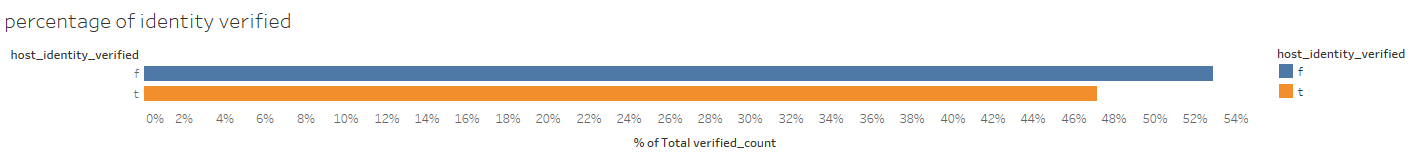 percentage of identity verified
host_identity_verified
f
t
0% 2% 4% 6% 8% 10% 12% 14% 16% 18% 20% 22% 24% 26% 28% 30% 32% 34% 36% 38% 40% 42% 44% 46% 48% 50% 52% 54%
% of Total verified_count
host_identity_verified
f
t